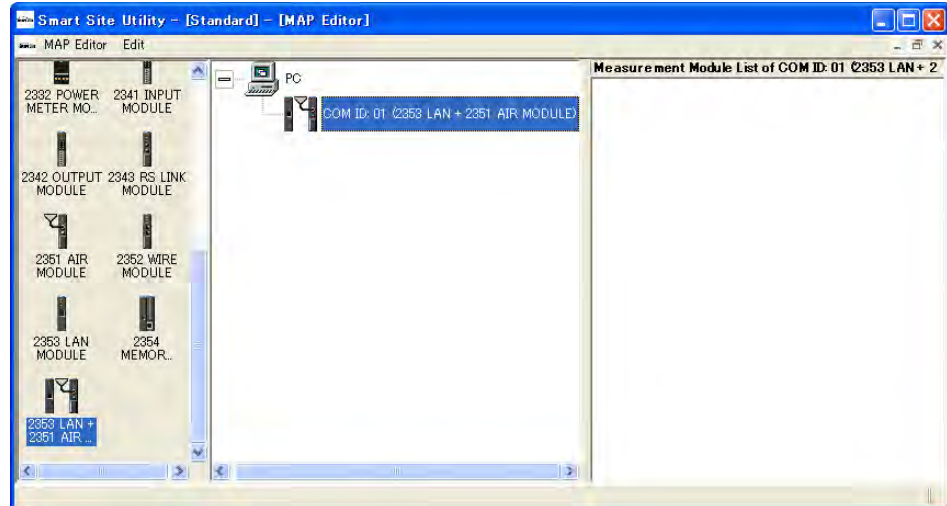 Smart Site Utility - [Standard] - [MAP Editor]
MAP Editor Edit
2332 POWER
METER MO...
2341 INPUT
MODULE
2342 OUTPUT
MODULE
2343 RS LINK
MODULE
2351 AIR
MODULE
2352 WIRE
MODULE
2353 LAN
MODULE
2354
MEMOR...
2353 LAN +
2351 AIR ...
PC
COM ID: 01 (2353 LAN + 2351 AIR MODULE)
Measurement Module List of COM ID: 01 (2353 LAN + 2